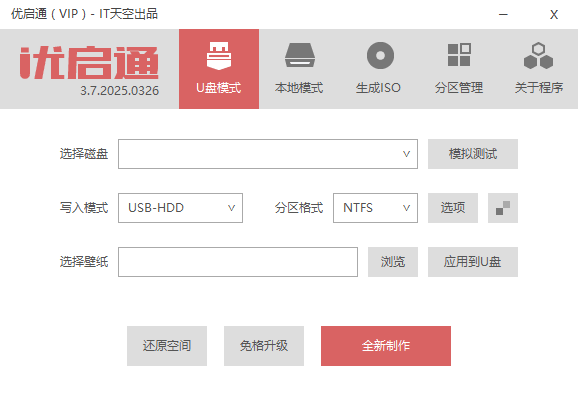 优启通（VIP）- IT天空出品
优启通
3.7.2025.0326
U盘模式
本地模式
生成ISO
分区管理
关于程序
选择磁盘
模拟测试
写入模式 USB-HDD 分区格式 NTFS 选项
选择壁纸
浏览
应用到U盘
还原空间
免格升级
全新制作